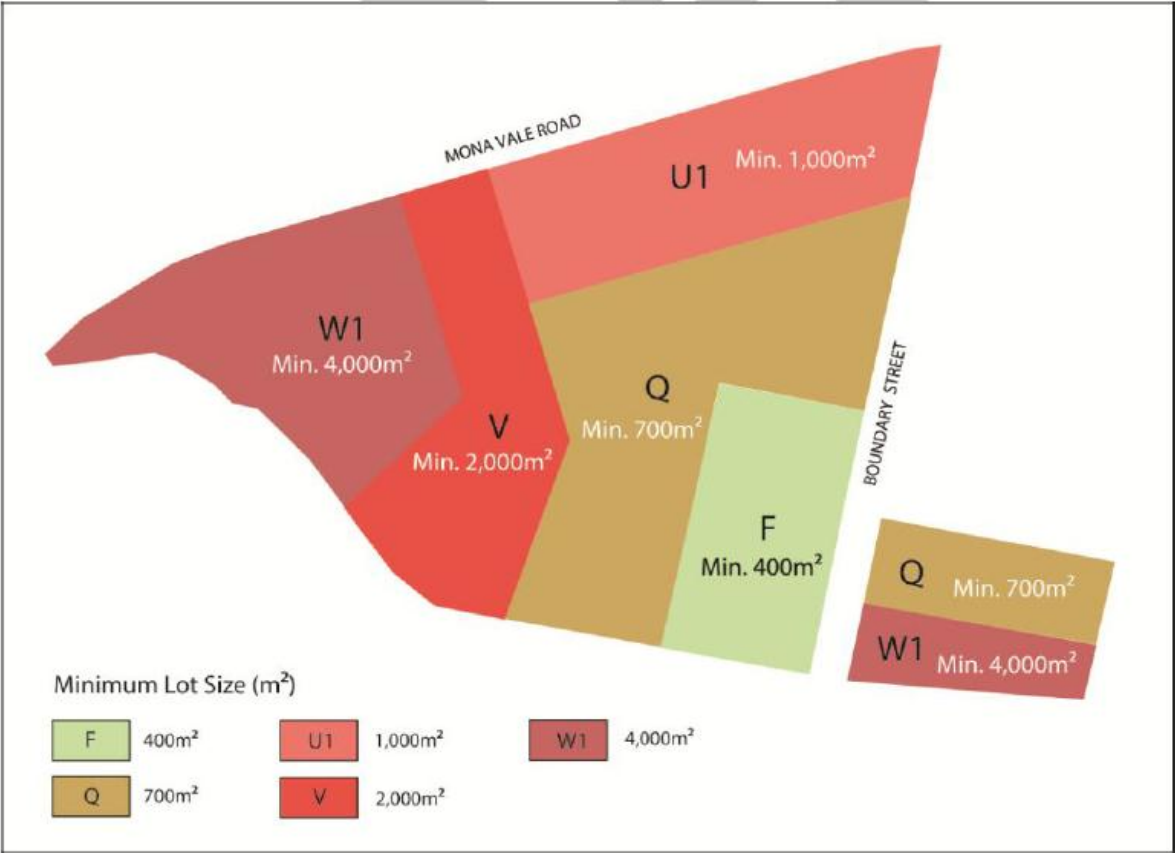 MONA VALE ROAD
U1
Min. 1,000m²
W1
Min. 4,000m²
Q
Min. 700m²
V
Min. 2,000m²
BOUNDARY STREET
F
Min. 400m²
Q
Min. 700m²
W1
Min. 4,000m²
Minimum Lot Size (m²)
F 400m² U1 1,000m² W1 4,000m²
Q 700m² V 2,000m²